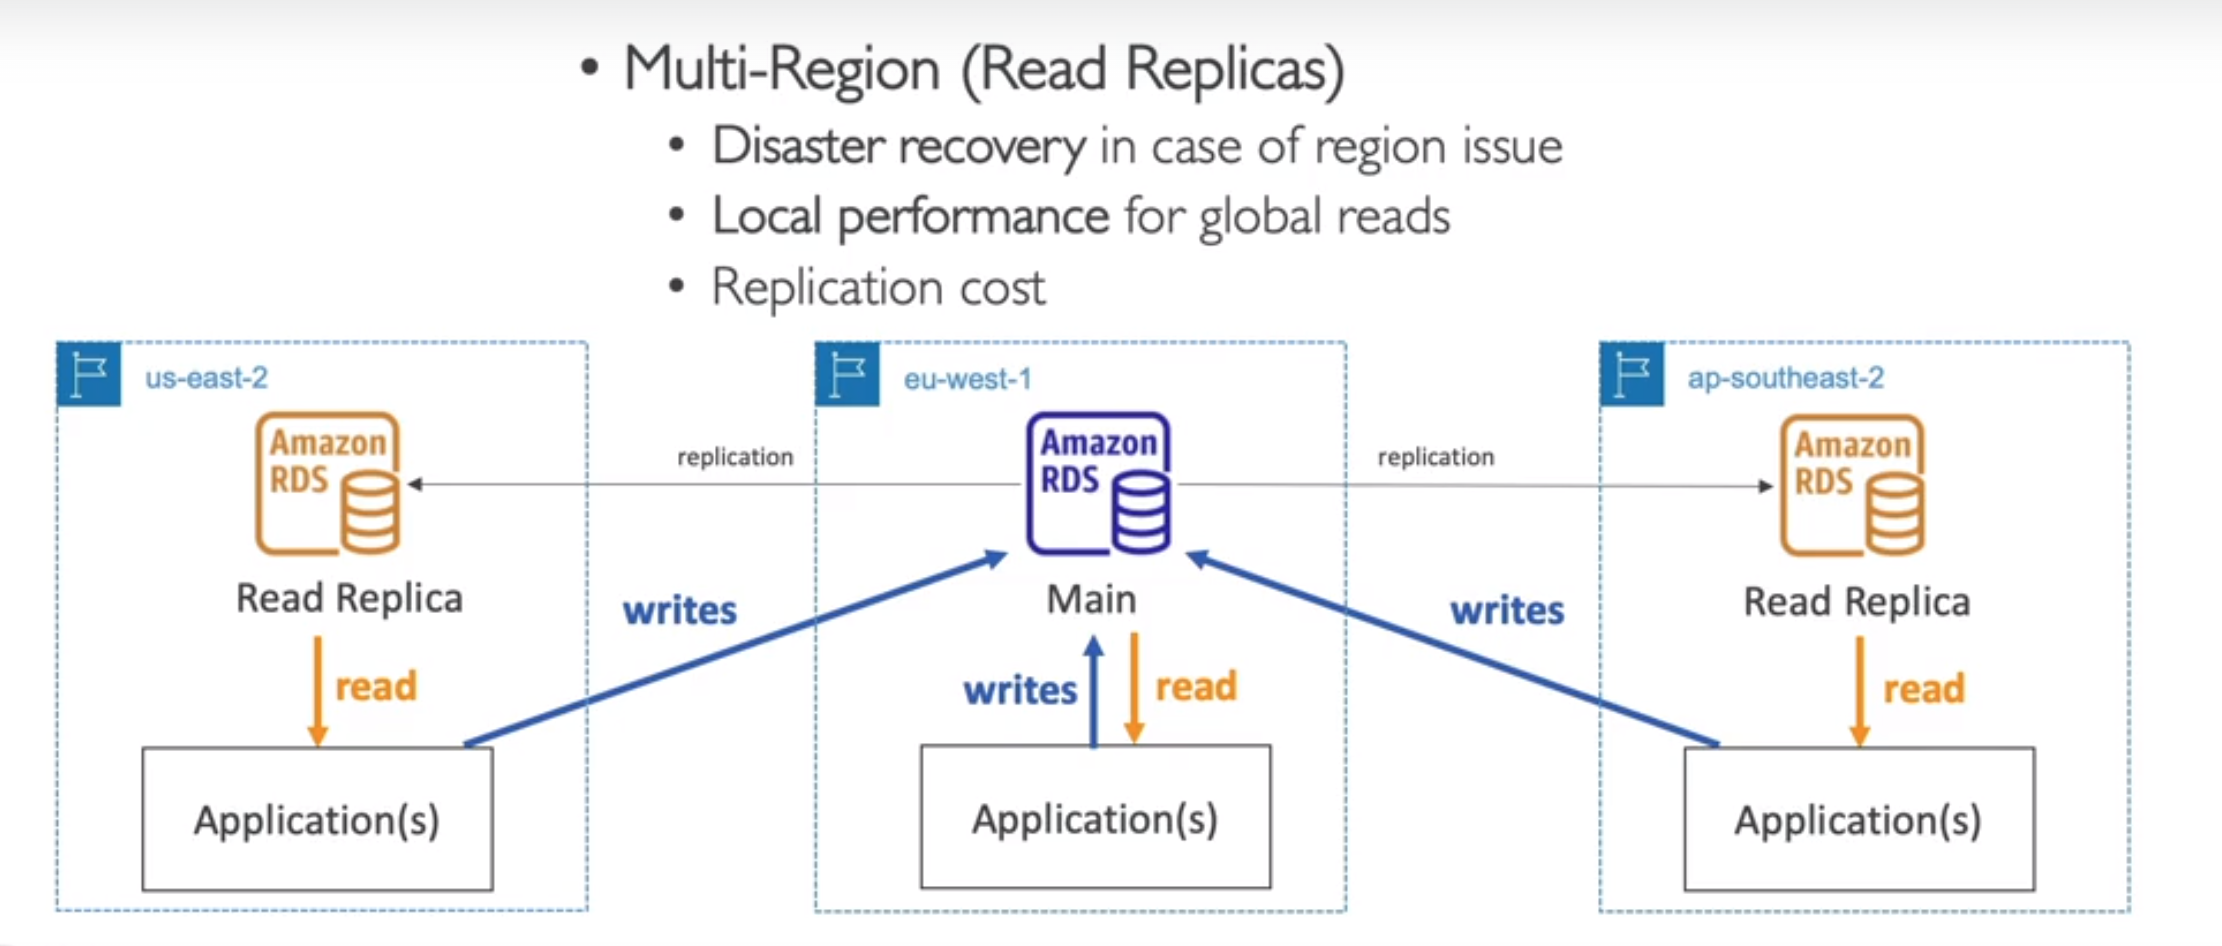 • Multi-Region (Read Replicas)
• Disaster recovery in case of region issue
• Local performance for global reads
• Replication cost
us-east-2
eu-west-1
ap-southeast-2
Amazon
RDS
replication
Amazon
RDS
replication
Amazon
RDS
Read Replica
writes
Main
writes
Read Replica
read
writes
read
read
Application(s)
Application(s)
Application(s)